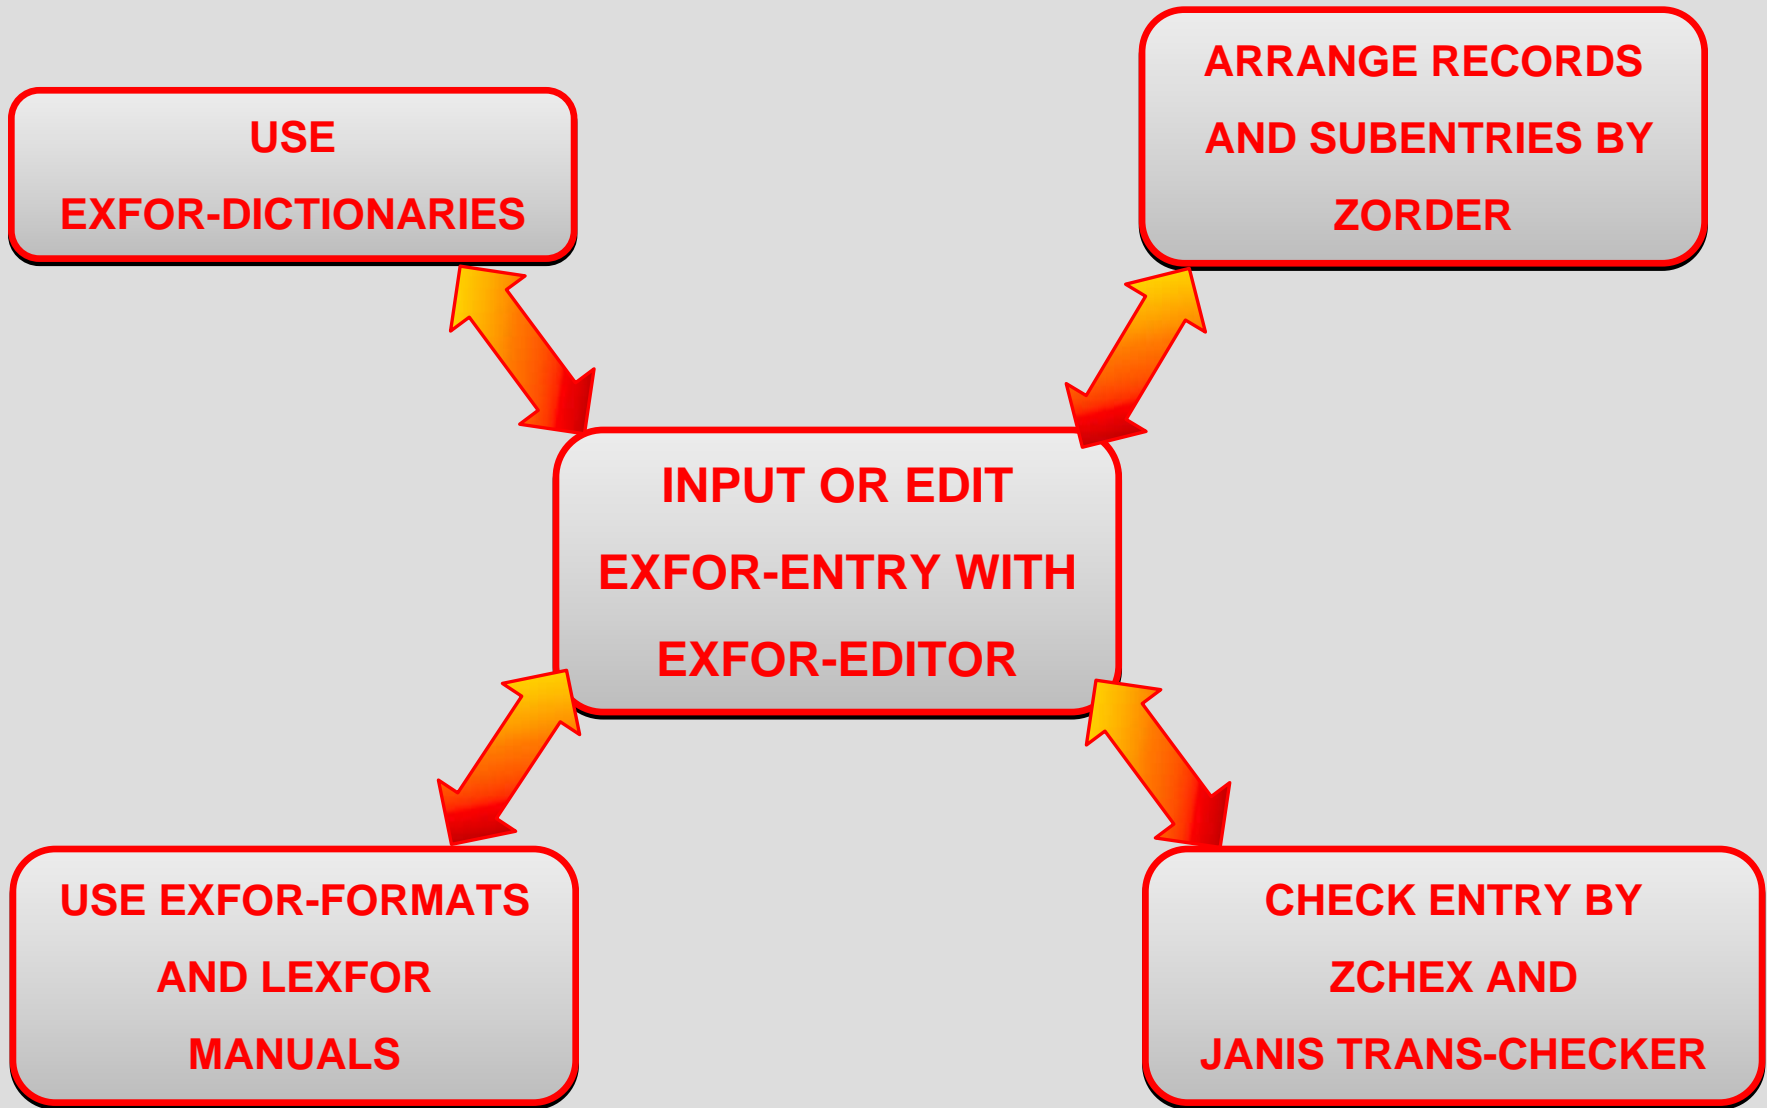 USE
EXFOR-DICTIONARIES
ARRANGE RECORDS
AND SUBENTRIES BY
ZORDER
INPUT OR EDIT
EXFOR-ENTRY WITH
EXFOR-EDITOR
USE EXFOR-FORMATS
AND LEXFOR
MANUALS
CHECK ENTRY BY
ZCHEX AND
JANIS TRANS-CHECKER